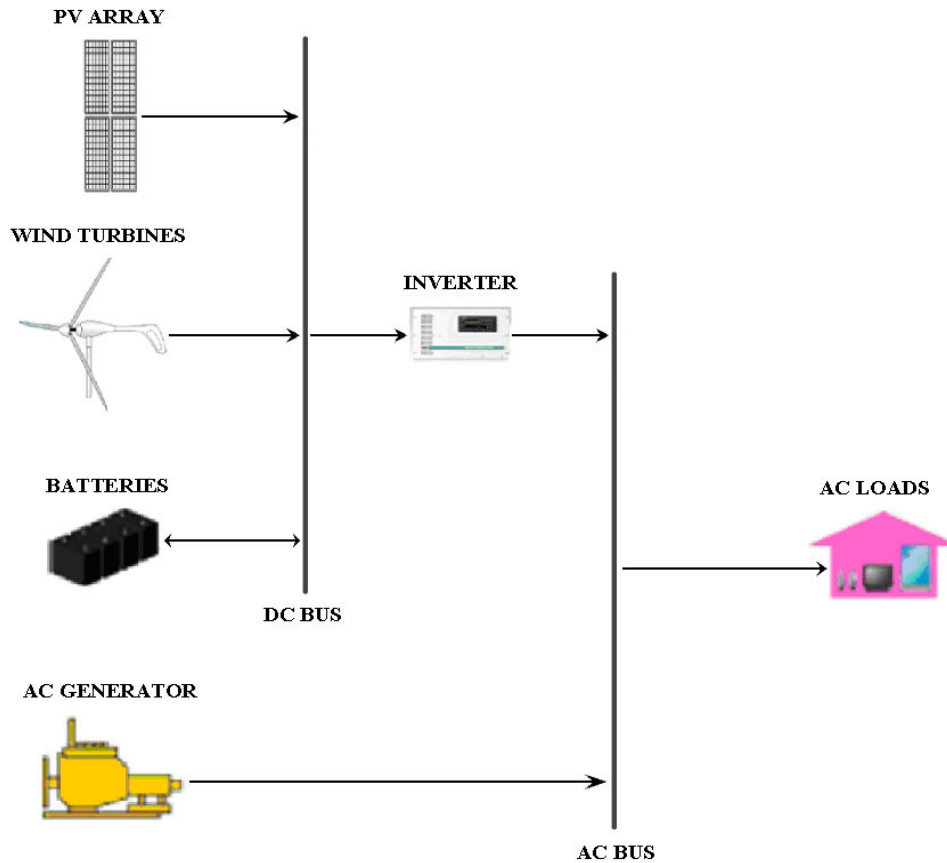 PV ARRAY
WIND TURBINES
INVERTER
BATTERIES
AC LOADS
DC BUS
AC GENERATOR
AC BUS